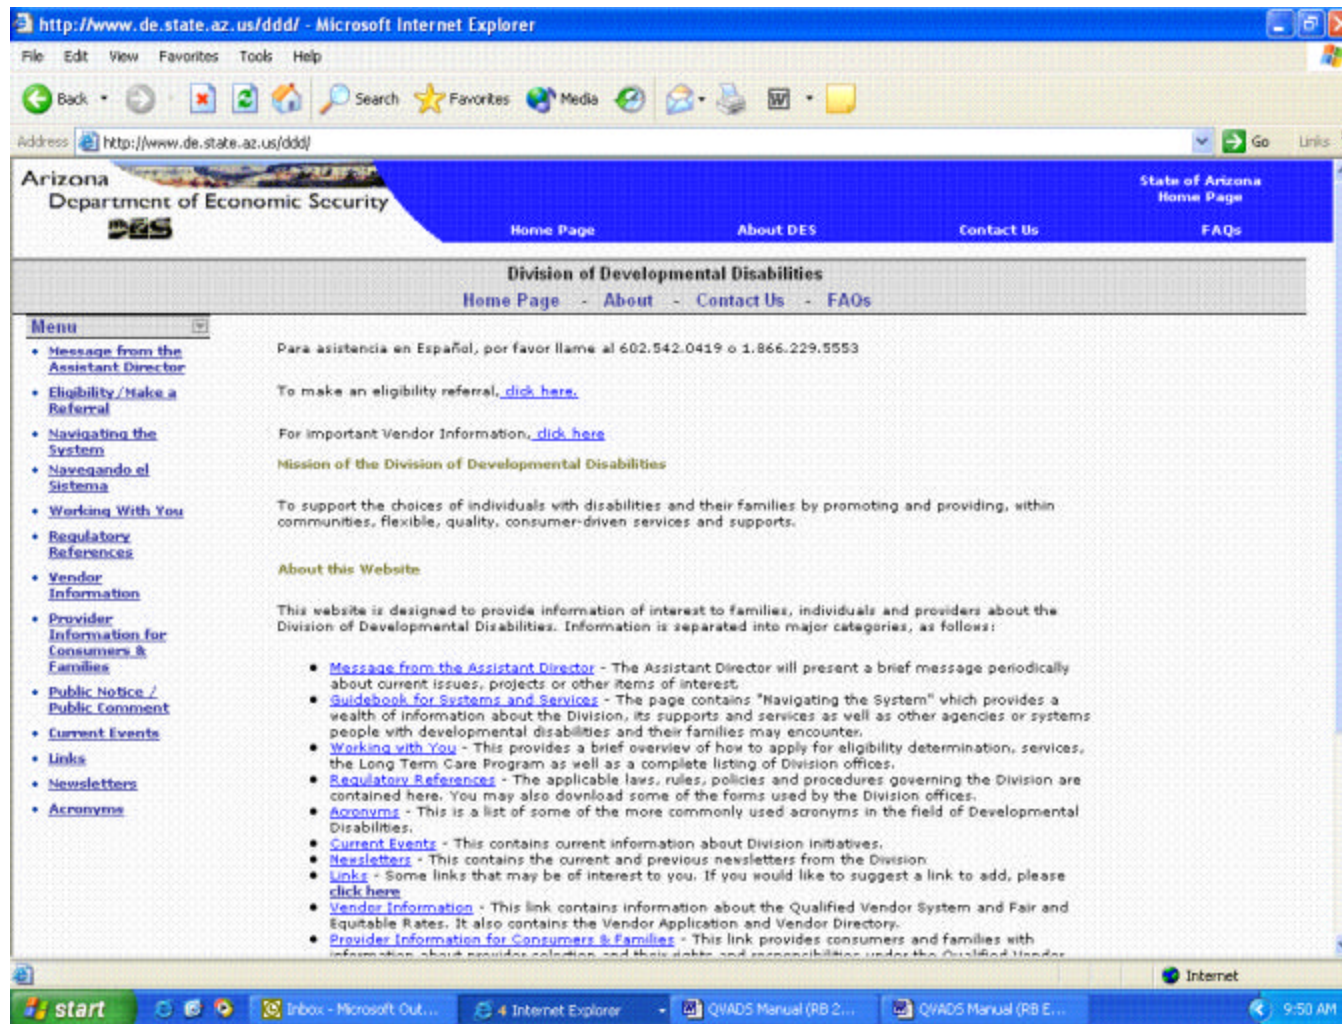 http://www.de.state.az.us/ddd/ - Microsoft Internet Explorer
File Edit View Favorites Tools Help
Back Search Favorites Media
Address http://www.de.state.az.us/ddd/ Go Links
Arizona
Department of Economic Security
DES
State of Arizona
Home Page
Home Page About DES Contact Us FAQs
Division of Developmental Disabilities
Home Page - About - Contact Us - FAQs
Menu
• Message from the
Assistant Director
• Eligibility/Make a
Referral
• Navigating the
System
• Navegando el
Sistema
• Working With You
• Regulatory
References
• Vendor
Information
• Provider
Information for
Consumers &
Families
• Public Notice /
Public Comment
• Current Events
• Links
• Newsletters
• Acronyms
Para asistencia en Español, por favor llame al 602.542.0419 o 1.866.229.5553
To make an eligibility referral, click here.
For important Vendor Information, click here
Mission of the Division of Developmental Disabilities
To support the choices of individuals with disabilities and their families by promoting and providing, within
communities, flexible, quality, consumer-driven services and supports.
About this Website
This website is designed to provide information of interest to families, individuals and providers about the
Division of Developmental Disabilities. Information is separated into major categories, as follows:
• Message from the Assistant Director - The Assistant Director will present a brief message periodically
about current issues, projects or other items of interest.
• Guidebook for Systems and Services - The page contains "Navigating the System" which provides a
wealth of information about the Division, its supports and services as well as other agencies or systems
people with developmental disabilities and their families may encounter.
• Working with You - This provides a brief overview of how to apply for eligibility determination, services,
the Long Term Care Program as well as a complete listing of Division offices.
• Regulatory References - The applicable laws, rules, policies and procedures governing the Division are
contained here. You may also download some of the forms used by the Division offices.
• Acronyms - This is a list of some of the more commonly used acronyms in the field of Developmental
Disabilities.
• Current Events - This contains current information about Division initiatives.
• Newsletters - This contains the current and previous newsletters from the Division
• Links - Some links that may be of interest to you. If you would like to suggest a link to add, please
click here
• Vendor Information - This link contains information about the Qualified Vendor System and Fair and
Equitable Rates. It also contains the Vendor Application and Vendor Directory.
• Provider Information for Consumers & Families - This link provides consumers and families with
information about provider selection and their rights and responsibilities under the Qualified Vendor
Internet
start Inbox - Microsoft Out... 4 Internet Explorer QVADS Manual (RB 2... QVADS Manual (RB E... 9:50 AM